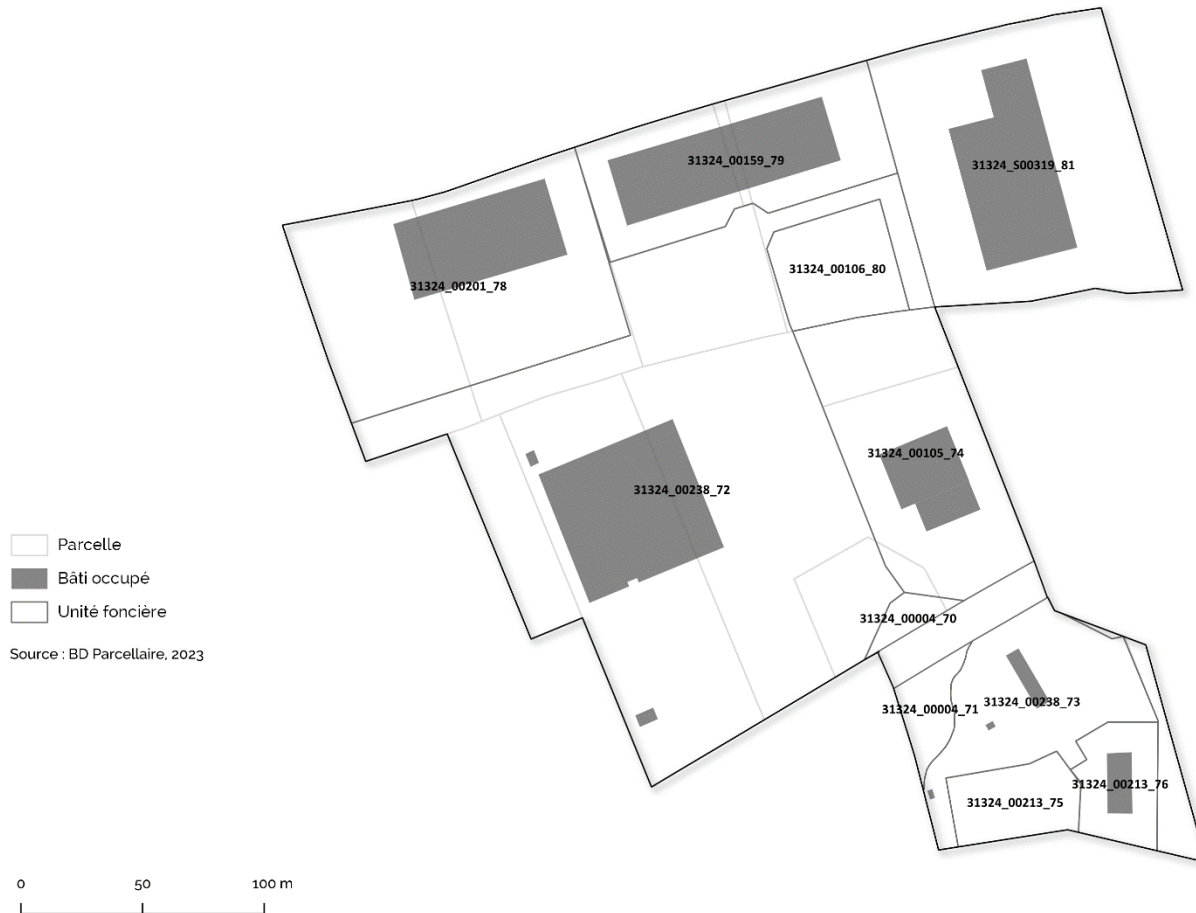 31324_00159_79
31324_S00319_81
31324_00201_78
31324_00106_80
31324_00105_74
31324_00238_72
Parcelle
Bâti occupé
Unité foncière
Source : BD Parcellaire, 2023
31324_00004_70
31324_00238_73
31324_00004_71
31324_00213_76
31324_00213_75
0 50 100 m